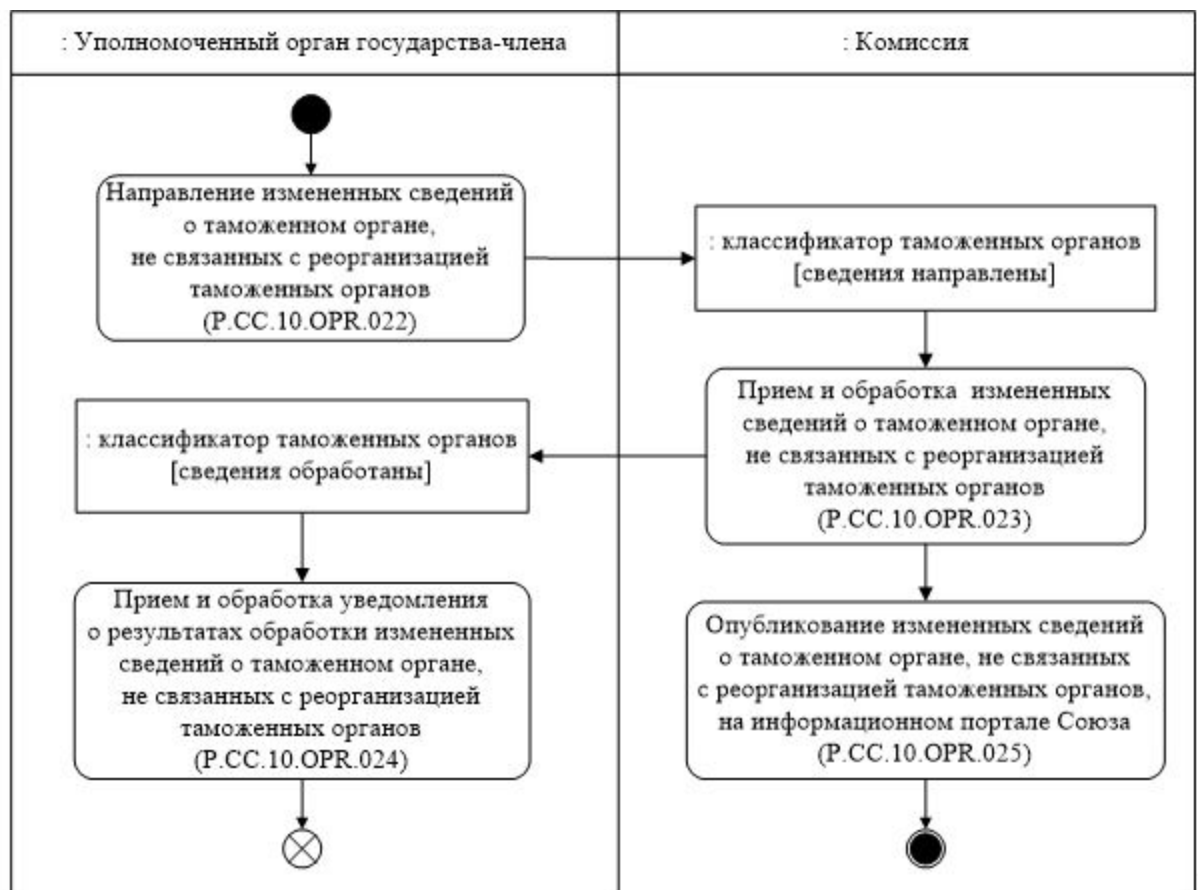 : Уполномоченный орган государства-члена
: Комиссия
Направление измененных сведений
о таможенном органе,
не связанных с реорганизацией
таможенных органов
(P.CC.10.OPR.022)
: классификатор таможенных органов
[сведения направлены]
Прием и обработка измененных
сведений о таможенном органе,
не связанных с реорганизацией
таможенных органов
(P.CC.10.OPR.023)
: классификатор таможенных органов
[сведения обработаны]
Прием и обработка уведомления
о результатах обработки измененных
сведений о таможенном органе,
не связанных с реорганизацией
таможенных органов
(P.CC.10.OPR.024)
Опубликование измененных сведений
о таможенном органе, не связанных
с реорганизацией таможенных органов,
на информационном портале Союза
(P.CC.10.OPR.025)